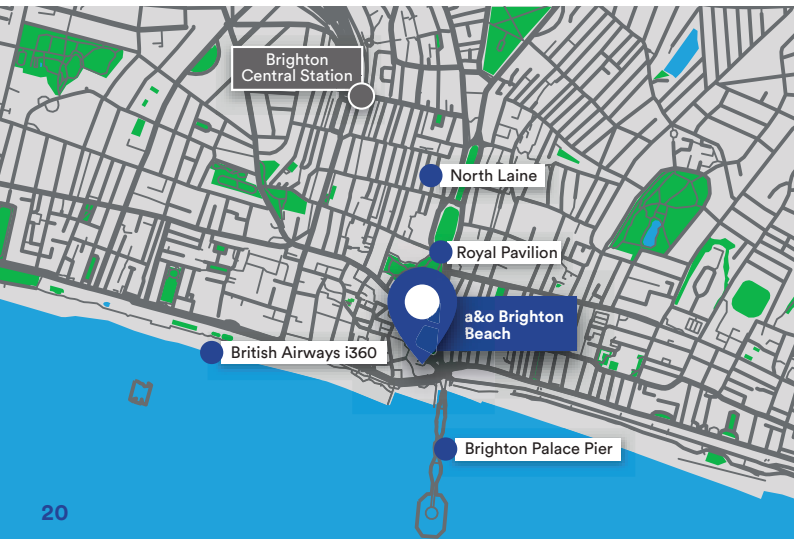 Brighton
Central Station
North Laine
Royal Pavilion
a&o Brighton
Beach
British Airways i360
Brighton Palace Pier
20